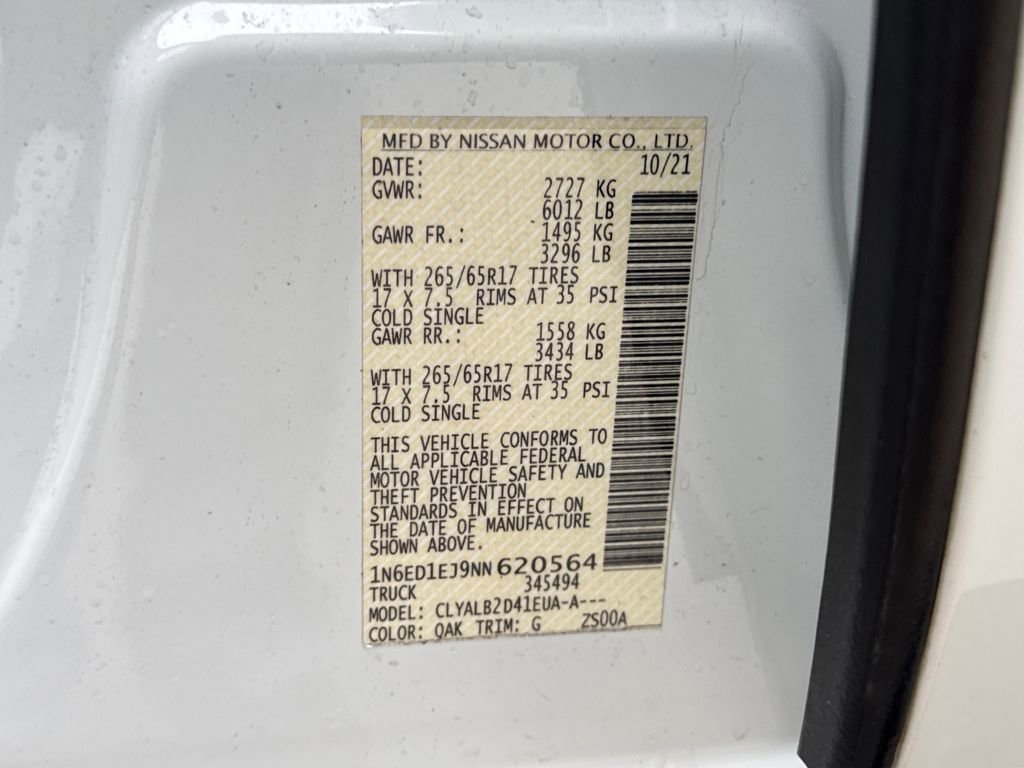 MFD BY NISSAN MOTOR CO., LTD.
DATE: 10/21
GVWR: 2727 KG
6012 LB
GAWR FR.: 1495 KG
3296 LB
WITH 265/65R17 TIRES
17 X 7.5 RIMS AT 35 PSI
COLD SINGLE
GAWR RR.: 1558 KG
3434 LB
WITH 265/65R17 TIRES
17 X 7.5 RIMS AT 35 PSI
COLD SINGLE
THIS VEHICLE CONFORMS TO
ALL APPLICABLE FEDERAL
MOTOR VEHICLE SAFETY AND
THEFT PREVENTION
STANDARDS IN EFFECT ON
THE DATE OF MANUFACTURE
SHOWN ABOVE.
1N6ED1EJ9NN620564
TRUCK 345494
MODEL: CLYALB2D41EUA-A---
COLOR: QAK TRIM: G ZS00A